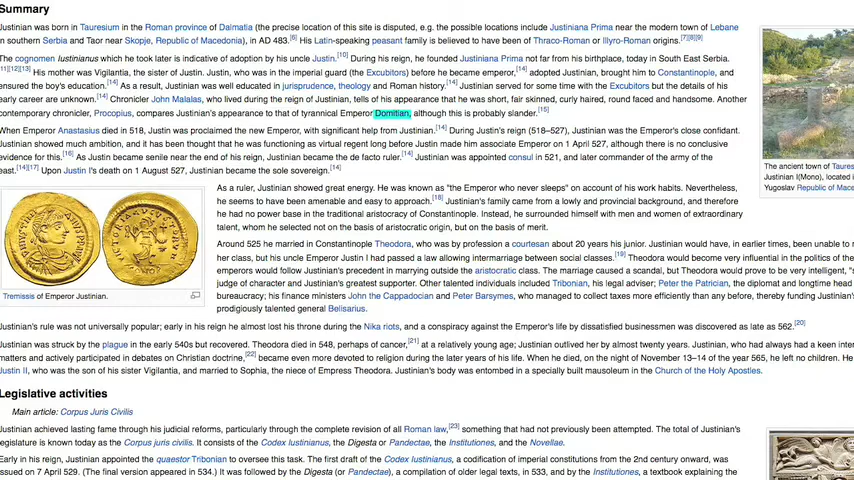 Summary
Justinian was born in Tauresium in the Roman province of Dalmatia (the precise location of this site is disputed, e.g. the possible locations include Justiniana Prima near the modern town of Lebane
in southern Serbia and Taor near Skopje, Republic of Macedonia), in AD 483.[6] His Latin-speaking peasant family is believed to have been of Thraco-Roman or Illyro-Roman origins.[7][8][9]
The cognomen Iustinianus which he took later is indicative of adoption by his uncle Justin.[10] During his reign, he founded Justiniana Prima not far from his birthplace, today in South East Serbia.
[11][12][13] His mother was Vigilantia, the sister of Justin. Justin, who was in the imperial guard (the Excubitors) before he became emperor,[14] adopted Justinian, brought him to Constantinople, and
ensured the boy's education.[14] As a result, Justinian was well educated in jurisprudence, theology and Roman history.[14] Justinian served for some time with the Excubitors but the details of his
early career are unknown.[14] Chronicler John Malalas, who lived during the reign of Justinian, tells of his appearance that he was short, fair skinned, curly haired, round faced and handsome. Another
contemporary chronicler, Procopius, compares Justinian's appearance to that of tyrannical Emperor Domitian, although this is probably slander.[15]
When Emperor Anastasius died in 518, Justin was proclaimed the new Emperor, with significant help from Justinian.[14] During Justin's reign (518–527), Justinian was the Emperor's close confidant.
Justinian showed much ambition, and it has been thought that he was functioning as virtual regent long before Justin made him associate Emperor on 1 April 527, although there is no conclusive
evidence for this.[16] As Justin became senile near the end of his reign, Justinian became the de facto ruler.[14] Justinian was appointed consul in 521, and later commander of the army of the
east.[14][17] Upon Justin I's death on 1 August 527, Justinian became the sole sovereign.[14]
As a ruler, Justinian showed great energy. He was known as "the Emperor who never sleeps" on account of his work habits. Nevertheless,
he seems to have been amenable and easy to approach.[18] Justinian's family came from a lowly and provincial background, and therefore
he had no power base in the traditional aristocracy of Constantinople. Instead, he surrounded himself with men and women of extraordinary
talent, whom he selected not on the basis of aristocratic origin, but on the basis of merit.
Around 525 he married in Constantinople Theodora, who was by profession a courtesan about 20 years his junior. Justinian would have, in earlier times, been unable to
her class, but his uncle Emperor Justin I had passed a law allowing intermarriage between social classes.[19] Theodora would become very influential in the politics of the
emperors would follow Justinian's precedent in marrying outside the aristocratic class. The marriage caused a scandal, but Theodora would prove to be very intelligent, "s
judge of character and Justinian's greatest supporter. Other talented individuals included Tribonian, his legal adviser; Peter the Patrician, the diplomat and longtime head
bureaucracy; his finance ministers John the Cappadocian and Peter Barsymes, who managed to collect taxes more efficiently than any before, thereby funding Justinian's
prodigiously talented general Belisarius.
Tremissis of Emperor Justinian.
The ancient town of Taures
Justinian I(Mono), located i
Yugoslav Republic of Mace
Justinian's rule was not universally popular; early in his reign he almost lost his throne during the Nika riots, and a conspiracy against the Emperor's life by dissatisfied businessmen was discovered as late as 562.[20]
Justinian was struck by the plague in the early 540s but recovered. Theodora died in 548, perhaps of cancer,[21] at a relatively young age; Justinian outlived her by almost twenty years. Justinian, who had always had a keen inter
matters and actively participated in debates on Christian doctrine,[22] became even more devoted to religion during the later years of his life. When he died, on the night of November 13–14 of the year 565, he left no children. He
Justin II, who was the son of his sister Vigilantia, and married to Sophia, the niece of Empress Theodora. Justinian's body was entombed in a specially built mausoleum in the Church of the Holy Apostles.
Legislative activities
Main article: Corpus Juris Civilis
Justinian achieved lasting fame through his judicial reforms, particularly through the complete revision of all Roman law,[23] something that had not previously been attempted. The total of Justinian's
legislature is known today as the Corpus juris civilis. It consists of the Codex Iustinianus, the Digesta or Pandectae, the Institutiones, and the Novellae.
Early in his reign, Justinian appointed the quaestor Tribonian to oversee this task. The first draft of the Codex Iustinianus, a codification of imperial constitutions from the 2nd century onward, was
issued on 7 April 529. (The final version appeared in 534.) It was followed by the Digesta (or Pandectae), a compilation of older legal texts, in 533, and by the Institutiones, a textbook explaining the